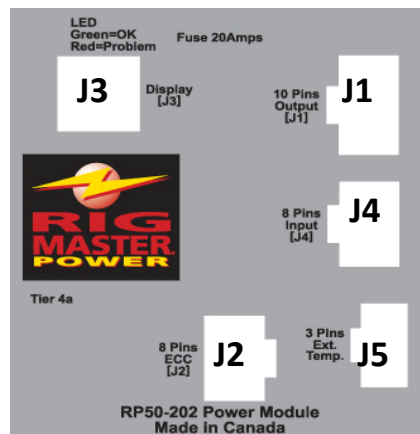 LED
Green=OK
Red=Problem
Fuse 20Amps
J3
Display
[J3]
10 Pins
Output
[J1]
J1
RIG
MASTER
POWER
8 Pins
Input
[J4]
J4
Tier 4a
8 Pins
ECC
[J2]
J2
3 Pins
Ext.
Temp.
J5
RP50-202 Power Module
Made in Canada